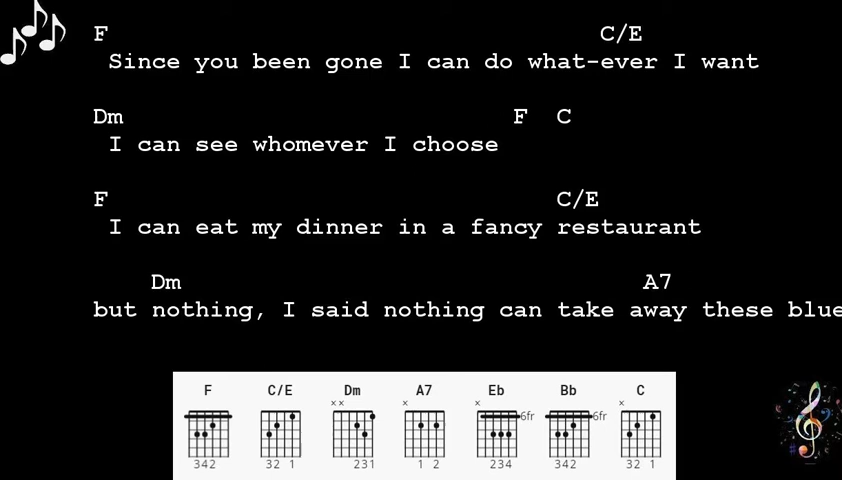 F C/E
Since you been gone I can do what-ever I want
Dm F C
I can see whomever I choose
F C/E
I can eat my dinner in a fancy restaurant
Dm A7
but nothing, I said nothing can take away these blue
F C/E Dm A7 Eb Bb C
×× × × ×
6fr 6fr
342 32 1 231 1 2 234 342 32 1